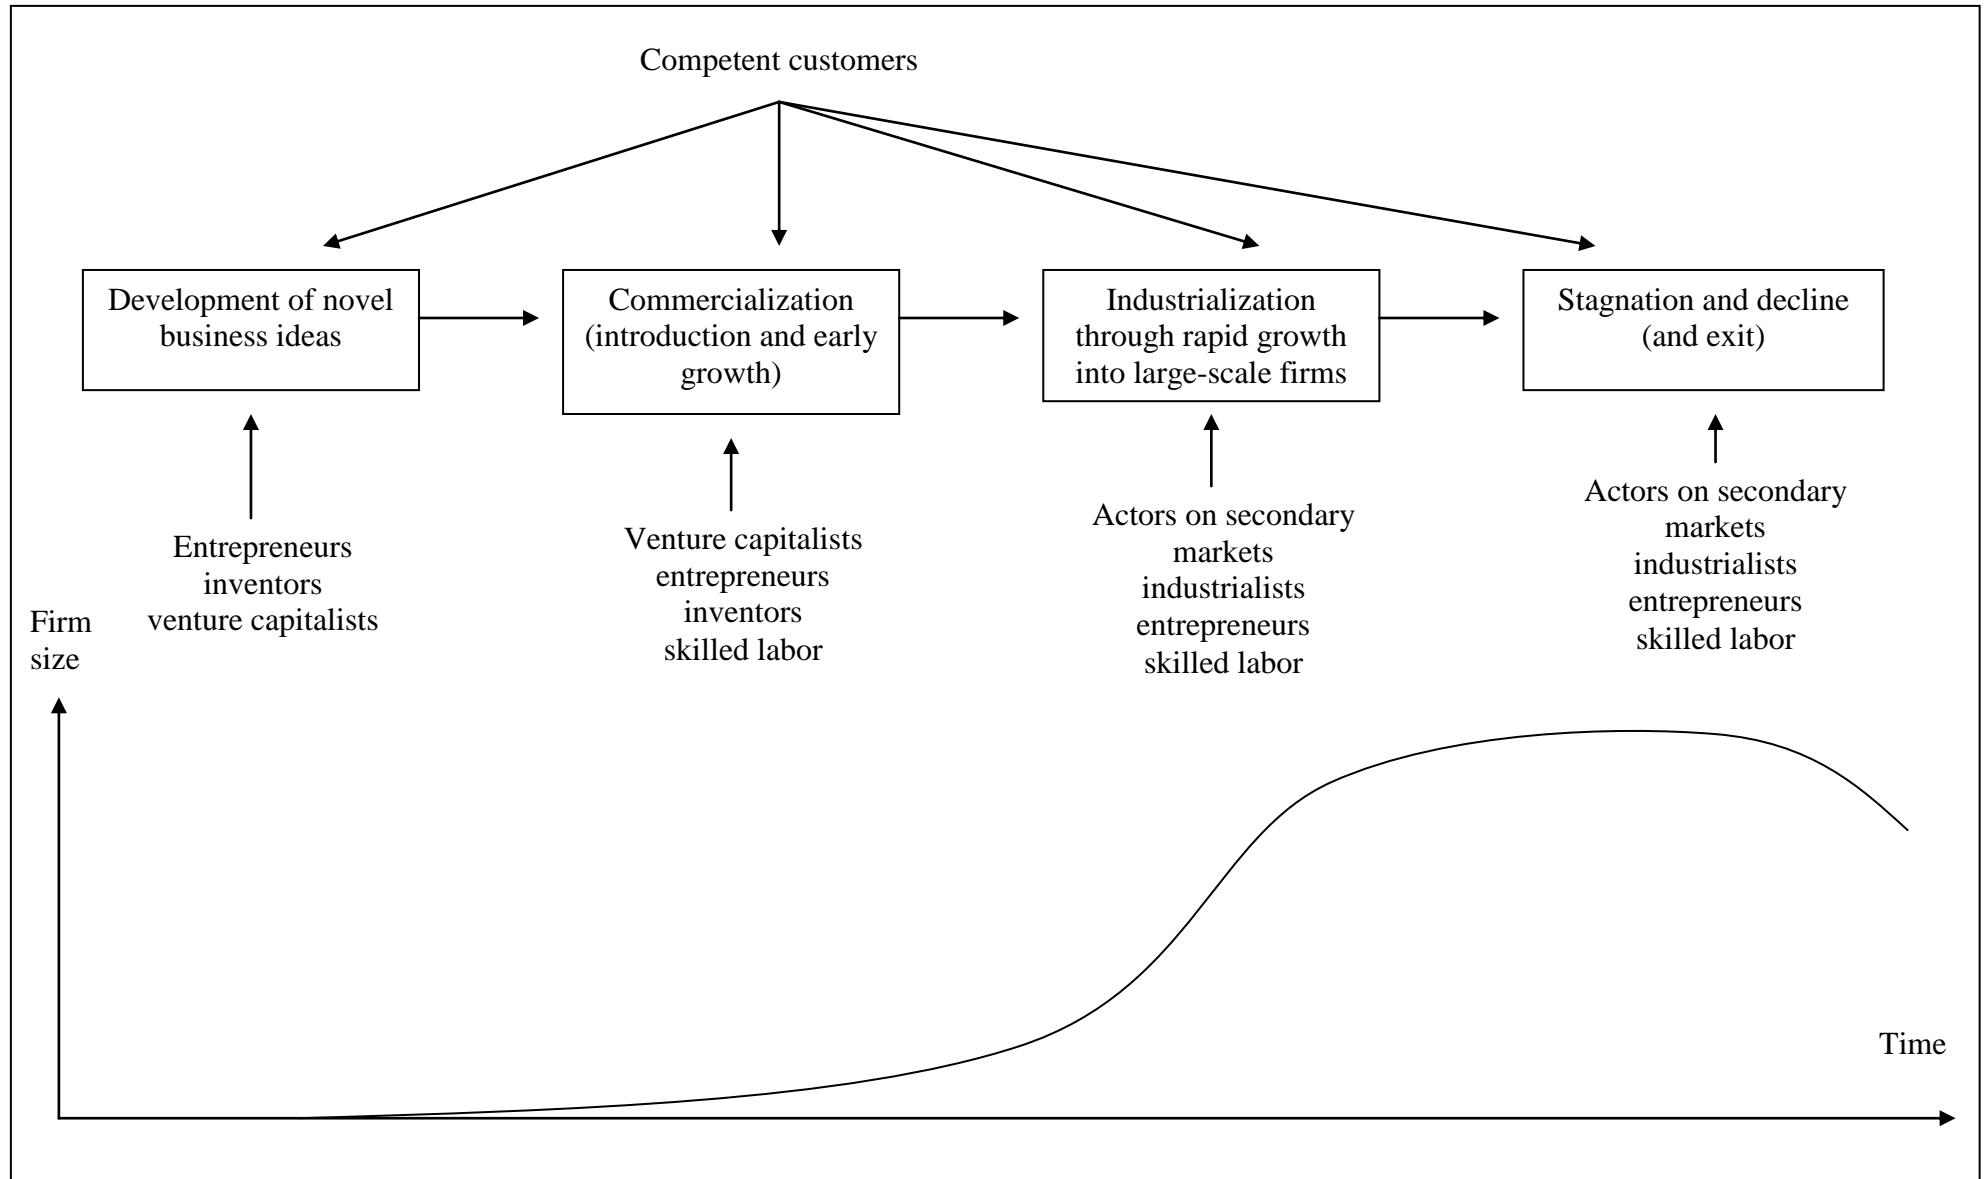 Competent customers
Development of novel
business ideas
Commercialization
(introduction and early
growth)
Industrialization
through rapid growth
into large-scale firms
Stagnation and decline
(and exit)
Entrepreneurs
inventors
venture capitalists
Venture capitalists
entrepreneurs
inventors
skilled labor
Actors on secondary
markets
industrialists
entrepreneurs
skilled labor
Actors on secondary
markets
industrialists
entrepreneurs
skilled labor
Firm
size
Time